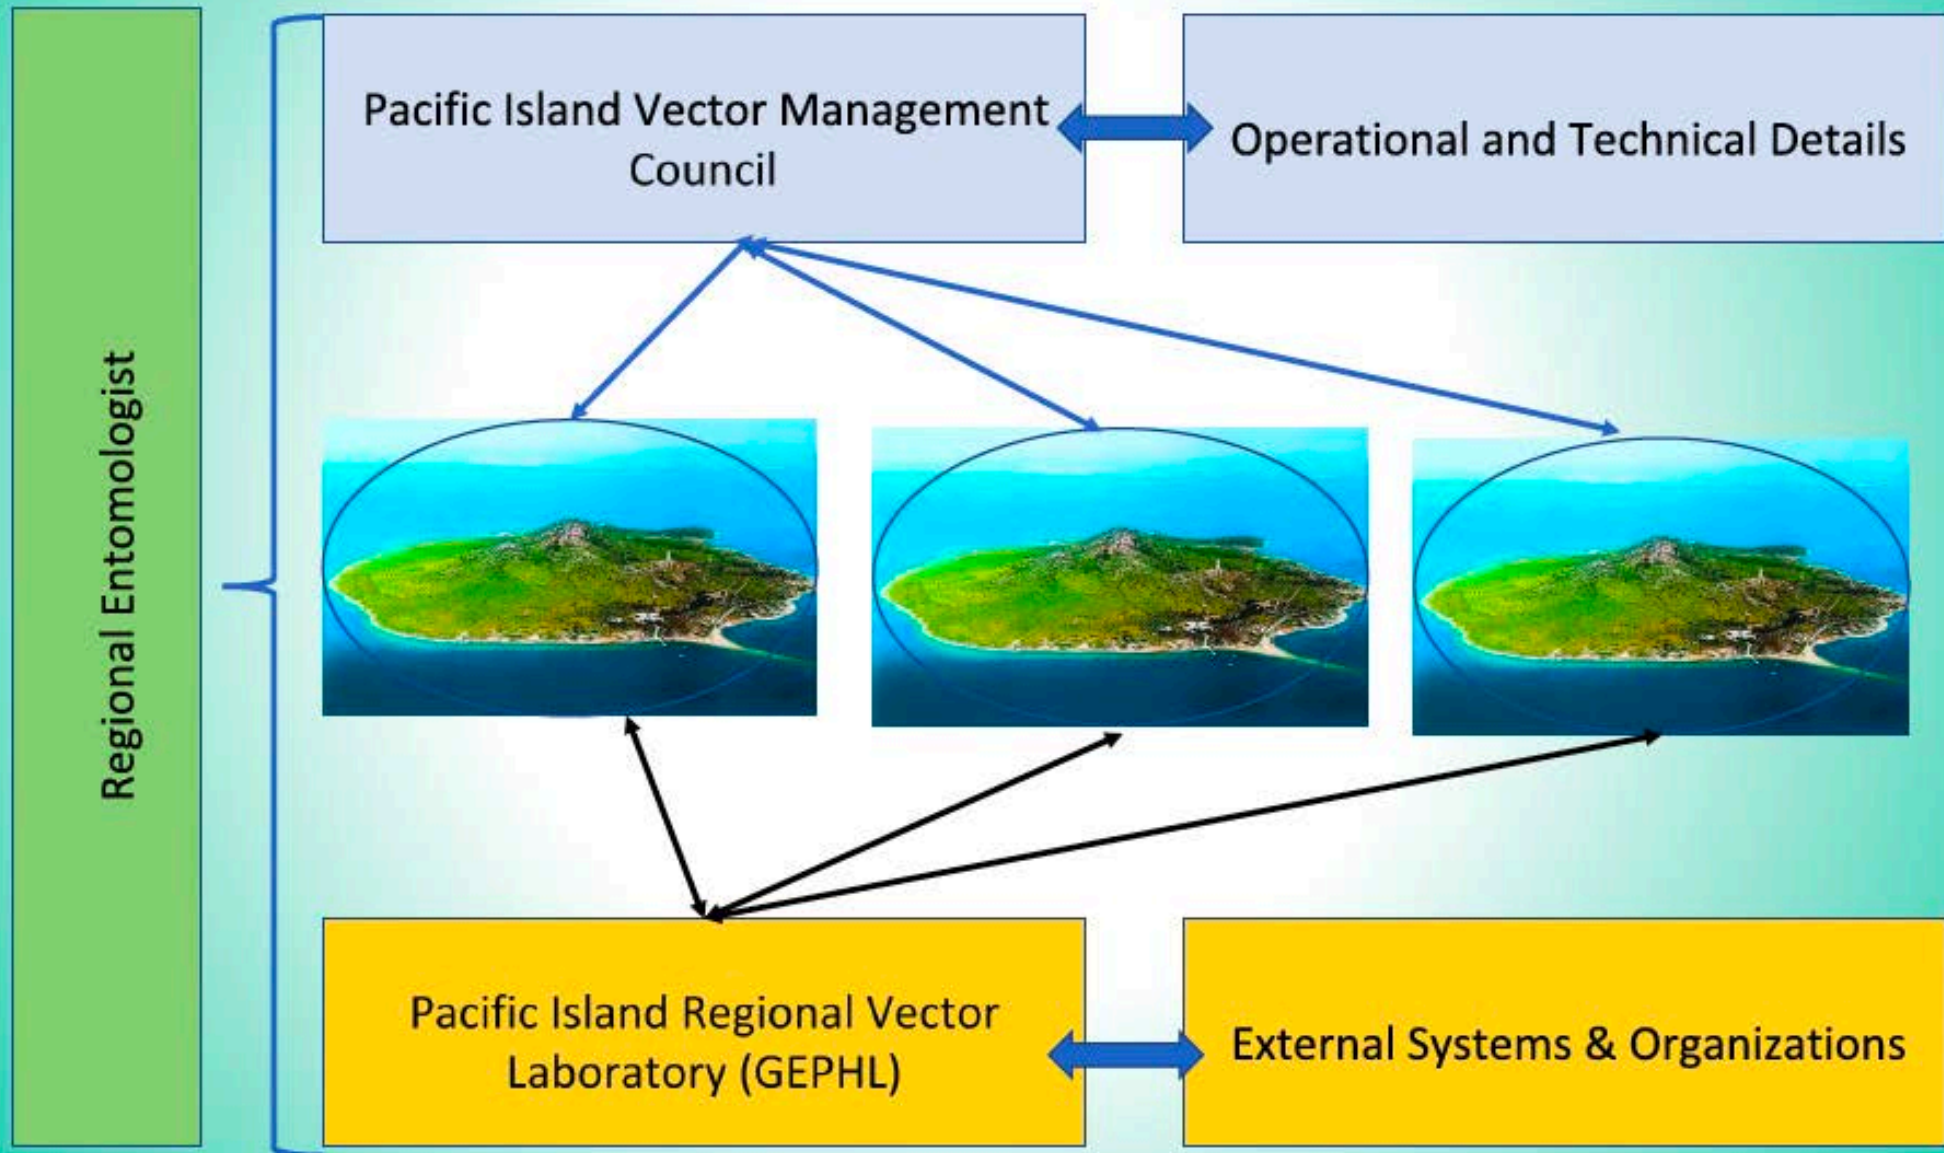 Regional Entomologist
Pacific Island Vector Management
Council
Operational and Technical Details
Pacific Island Regional Vector
Laboratory (GEPHL)
External Systems & Organizations